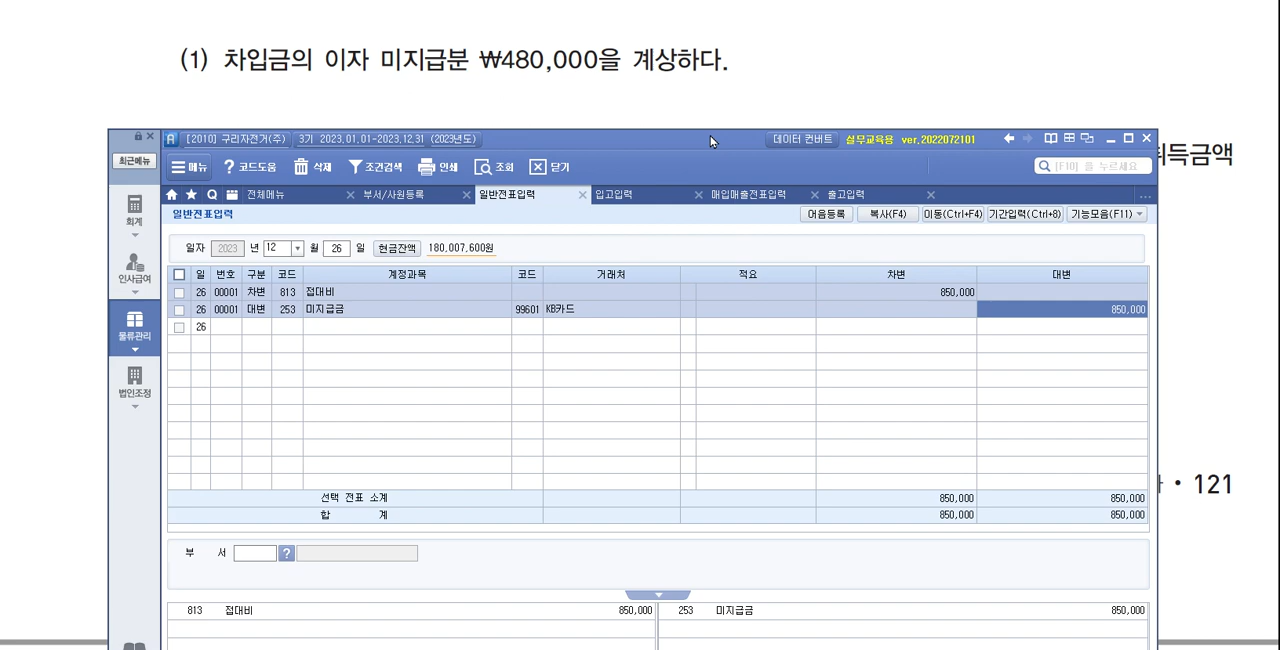 (1) 차입금의 이자 미지급분 ₩480,000을 계상하다.
취득금액
• 121
최근메뉴
회계
인사급여
물류관리
법인조정
[2010] 구리자전거(주) 3기 2023.01.01~2023.12.31 (2023년도) 데이터 컨버트 실무교육용 ver.2022072101
메뉴 ? 코드도움 삭제 조건검색 인쇄 조회 닫기 [F10] 을 누르세요
전체메뉴 부서/사원등록 일반전표입력 입고입력 매입매출전표입력 출고입력 ...
일반전표입력 어음등록 복사(F4) 이동(Ctrl+F4) 기간입력(Ctrl+8) 기능모음(F11)
일자 2023 년 12 월 26 일 현금잔액 180,007,600원
일 번호 구분 코드 계정과목 코드 거래처 적요 차변 대변
26 00001 차변 813 접대비 850,000
26 00001 대변 253 미지급금 99601 KB카드 850,000
26
선택 전표 소계 850,000 850,000
합 계 850,000 850,000
부 서 ?
813 접대비 850,000 253 미지급금 850,000